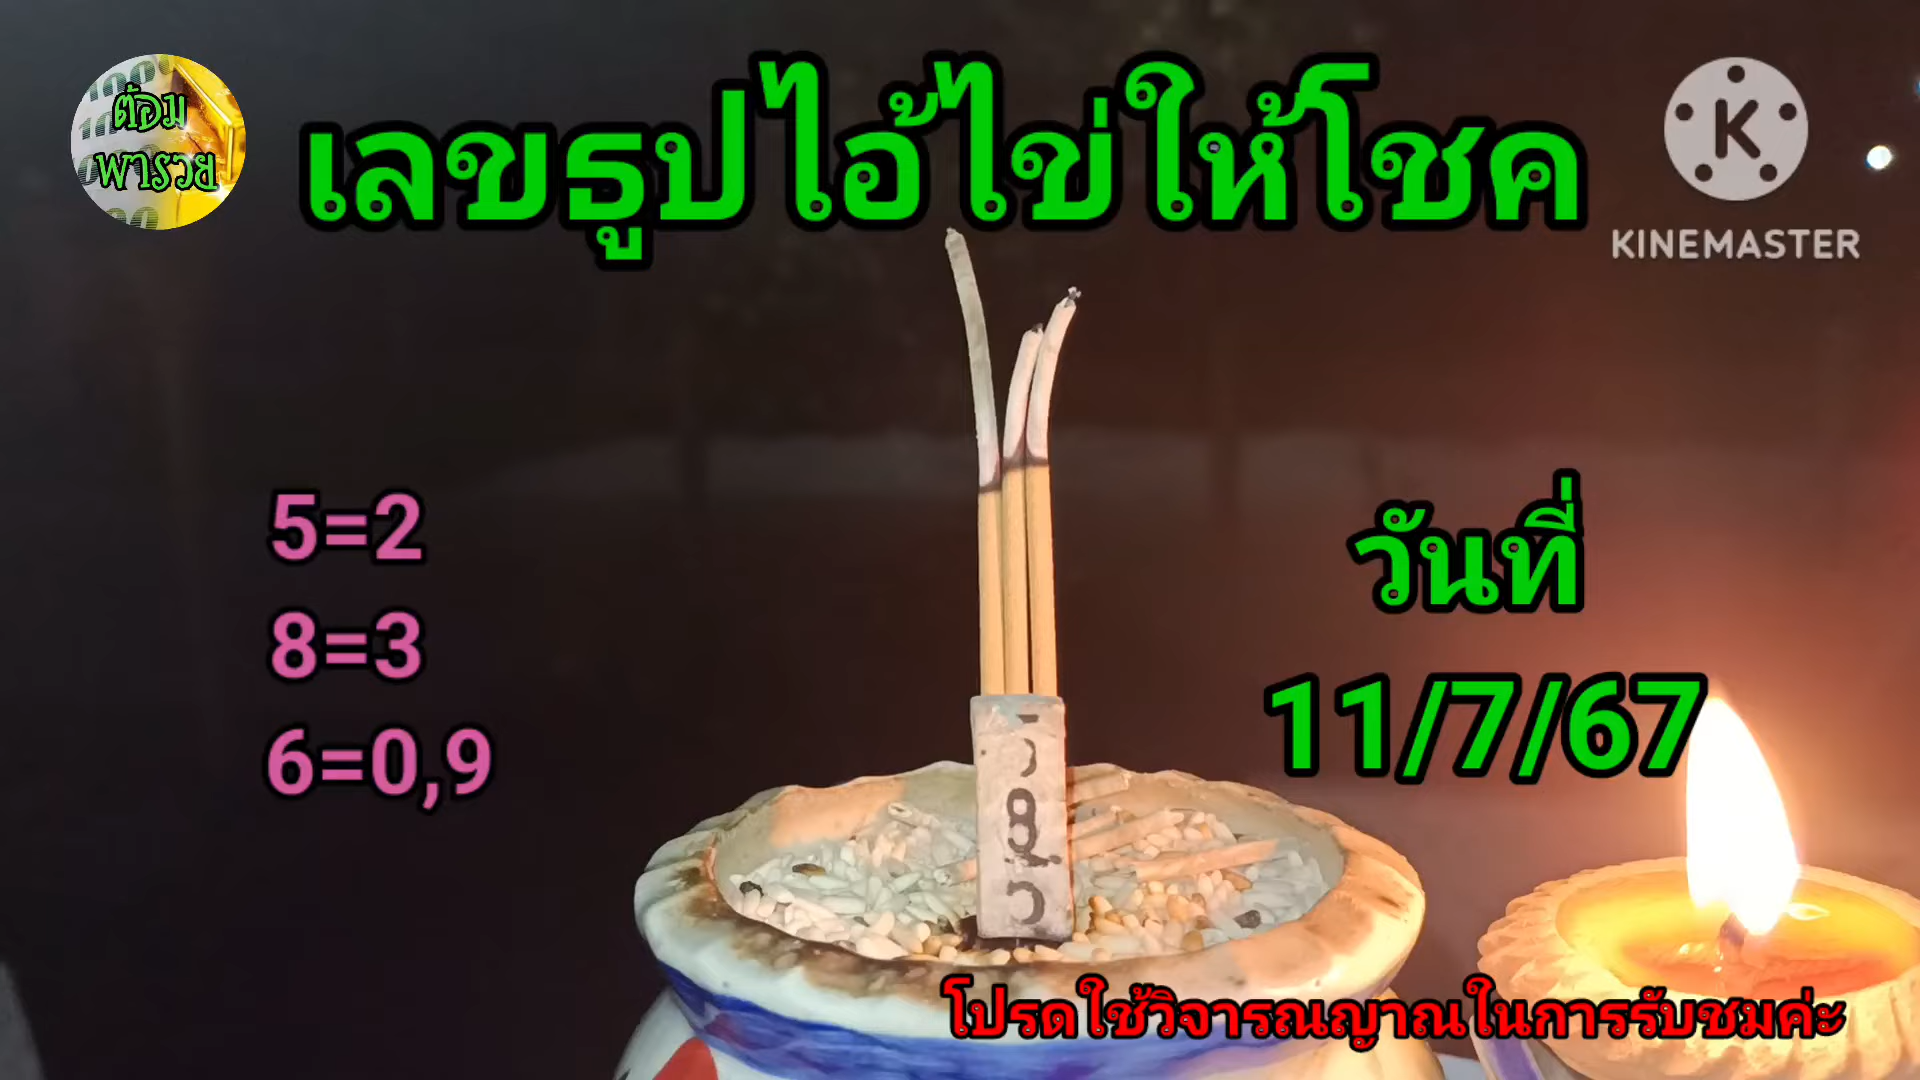 ต้อม
พารวย
เลขธูปไอ้ไข่ให้โชค
K
KINEMASTER
5=2
8=3
6=0,9
วันที่
11/7/67
โปรดใช้วิจารณญาณในการรับชมค่ะ